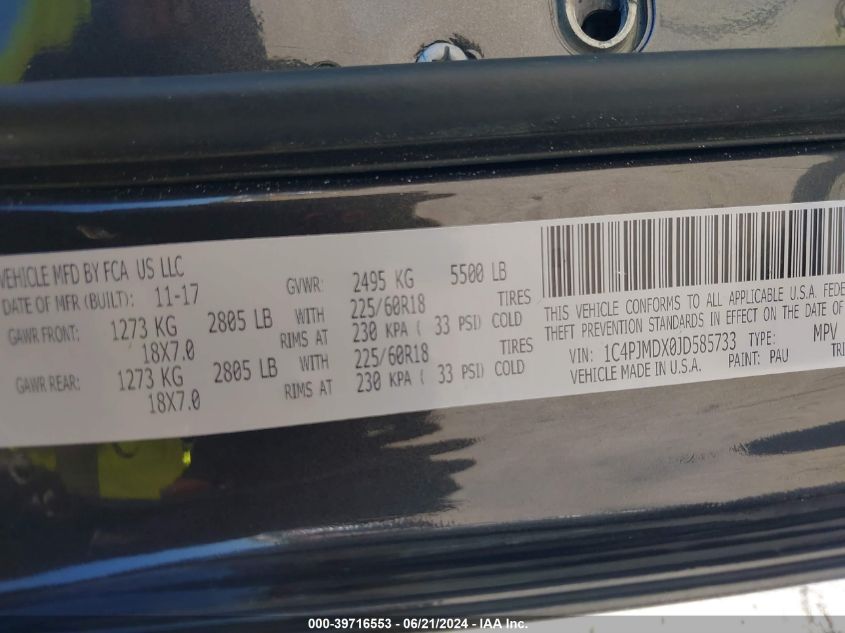 VEHICLE MFD BY FCA US LLC
DATE OF MFR (BUILT): 11-17
GVWR: 2495 KG 5500 LB
GAWR FRONT: 1273 KG 2805 LB WITH 225/60R18 TIRES
18X7.0 RIMS AT 230 KPA ( 33 PSI) COLD
GAWR REAR: 1273 KG 2805 LB WITH 225/60R18 TIRES
18X7.0 RIMS AT 230 KPA ( 33 PSI) COLD
THIS VEHICLE CONFORMS TO ALL APPLICABLE U.S.A. FEDE
THEFT PREVENTION STANDARDS IN EFFECT ON THE DATE OF
VIN: 1C4PJMDX0JD585733 TYPE: MPV
VEHICLE MADE IN U.S.A. PAINT: PAU TRI
000-39716553 - 06/21/2024 - IAA Inc.